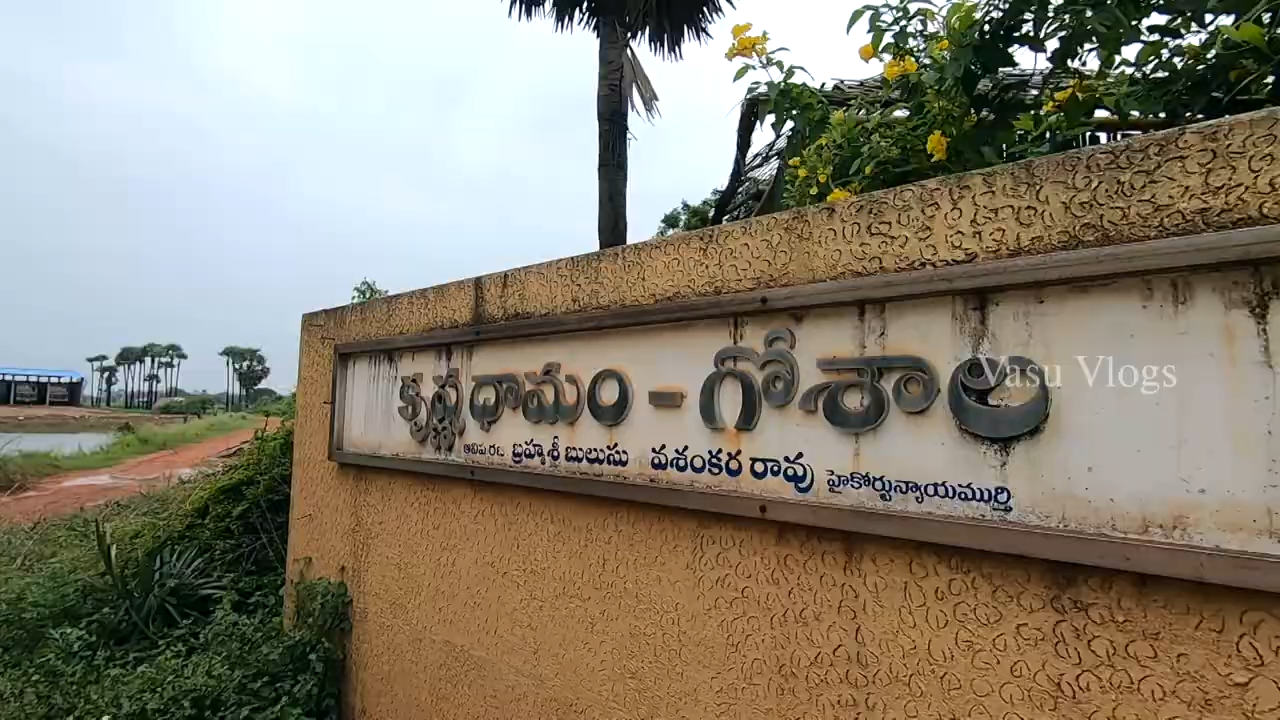 కృష్ణధామం - గోశాల
Vasu Vlogs
బ్రహ్మశ్రీ బులుసు వశంకర రావు హైకోర్టున్యాయమూర్తి